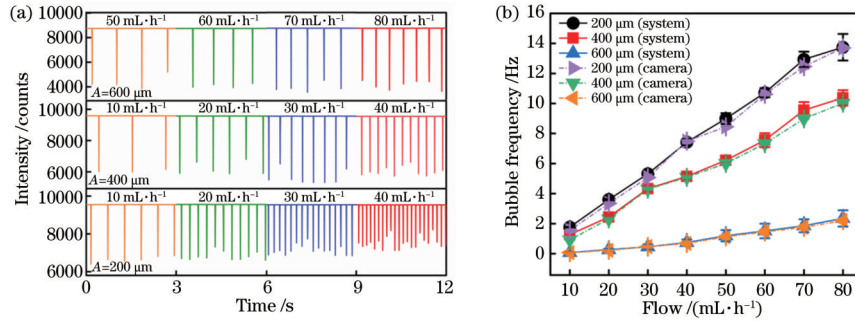 (a)
10000
8000
6000
4000
50 mL·h⁻¹ 60 mL·h⁻¹ 70 mL·h⁻¹ 80 mL·h⁻¹
A=600 μm
10000
8000
6000
10 mL·h⁻¹ 20 mL·h⁻¹ 30 mL·h⁻¹ 40 mL·h⁻¹
A=400 μm
10000
8000
6000
10 mL·h⁻¹ 20 mL·h⁻¹ 30 mL·h⁻¹ 40 mL·h⁻¹
A=200 μm
Intensity /counts
0 3 6 9 12
Time /s
(b)
16
14
12
10
8
6
4
2
0
Bubble frequency /Hz
200 μm (system)
400 μm (system)
600 μm (system)
200 μm (camera)
400 μm (camera)
600 μm (camera)
10 20 30 40 50 60 70 80
Flow /(mL·h⁻¹)